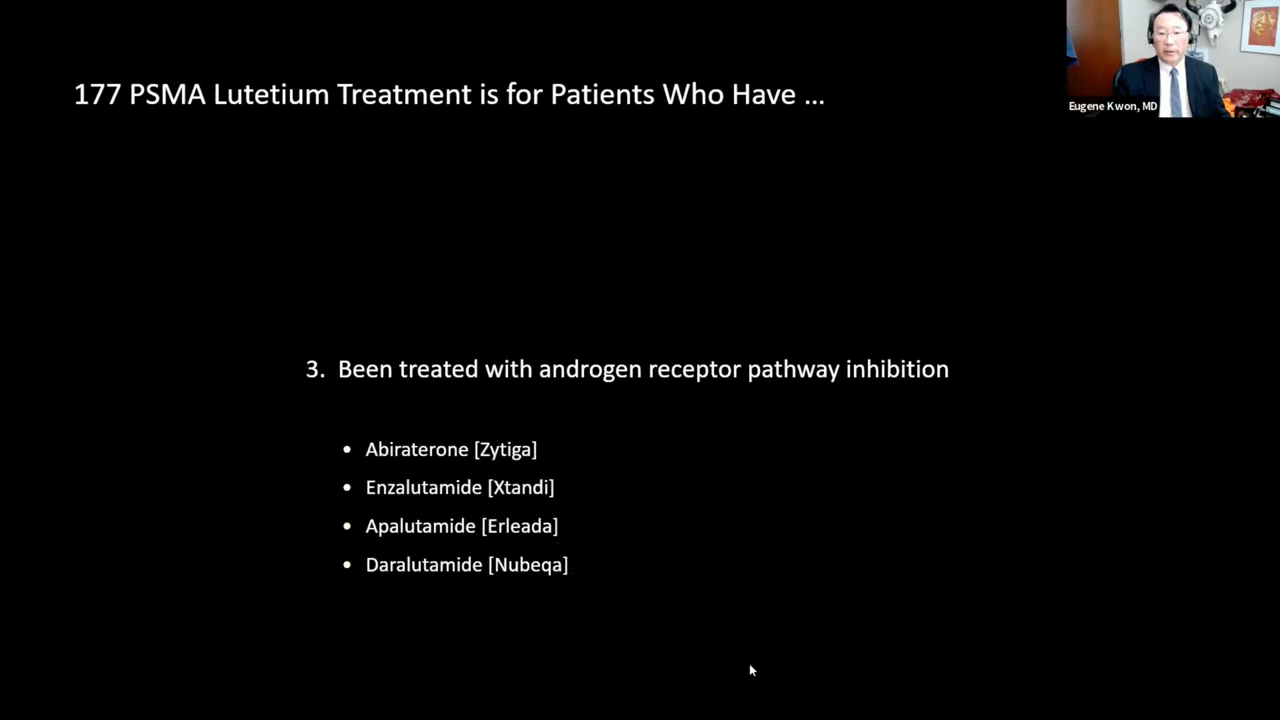 177 PSMA Lutetium Treatment is for Patients Who Have ...
Eugene Kwon, MD
3. Been treated with androgen receptor pathway inhibition
• Abiraterone [Zytiga]
• Enzalutamide [Xtandi]
• Apalutamide [Erleada]
• Daralutamide [Nubeqa]